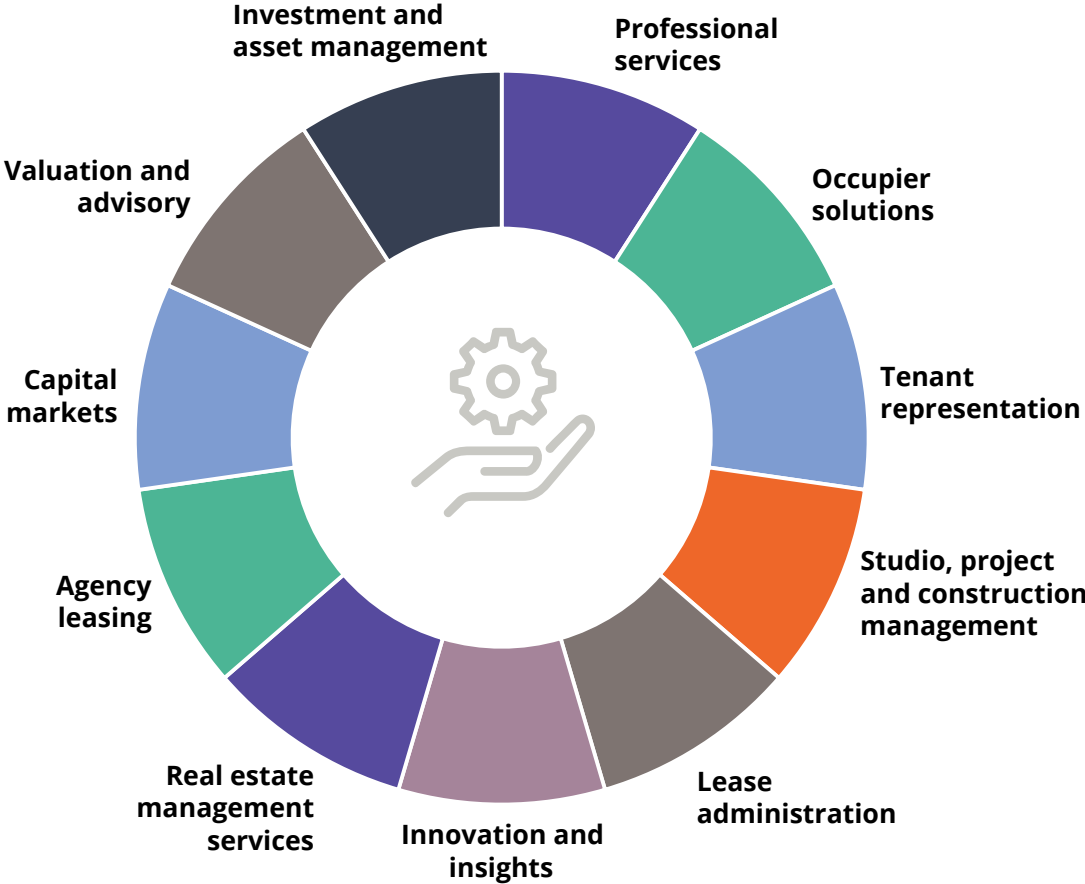 Investment and
asset management
Professional
services
Occupier
solutions
Tenant
representation
Studio, project
and construction
management
Lease
administration
Innovation and
insights
Real estate
management
services
Agency
leasing
Capital
markets
Valuation and
advisory